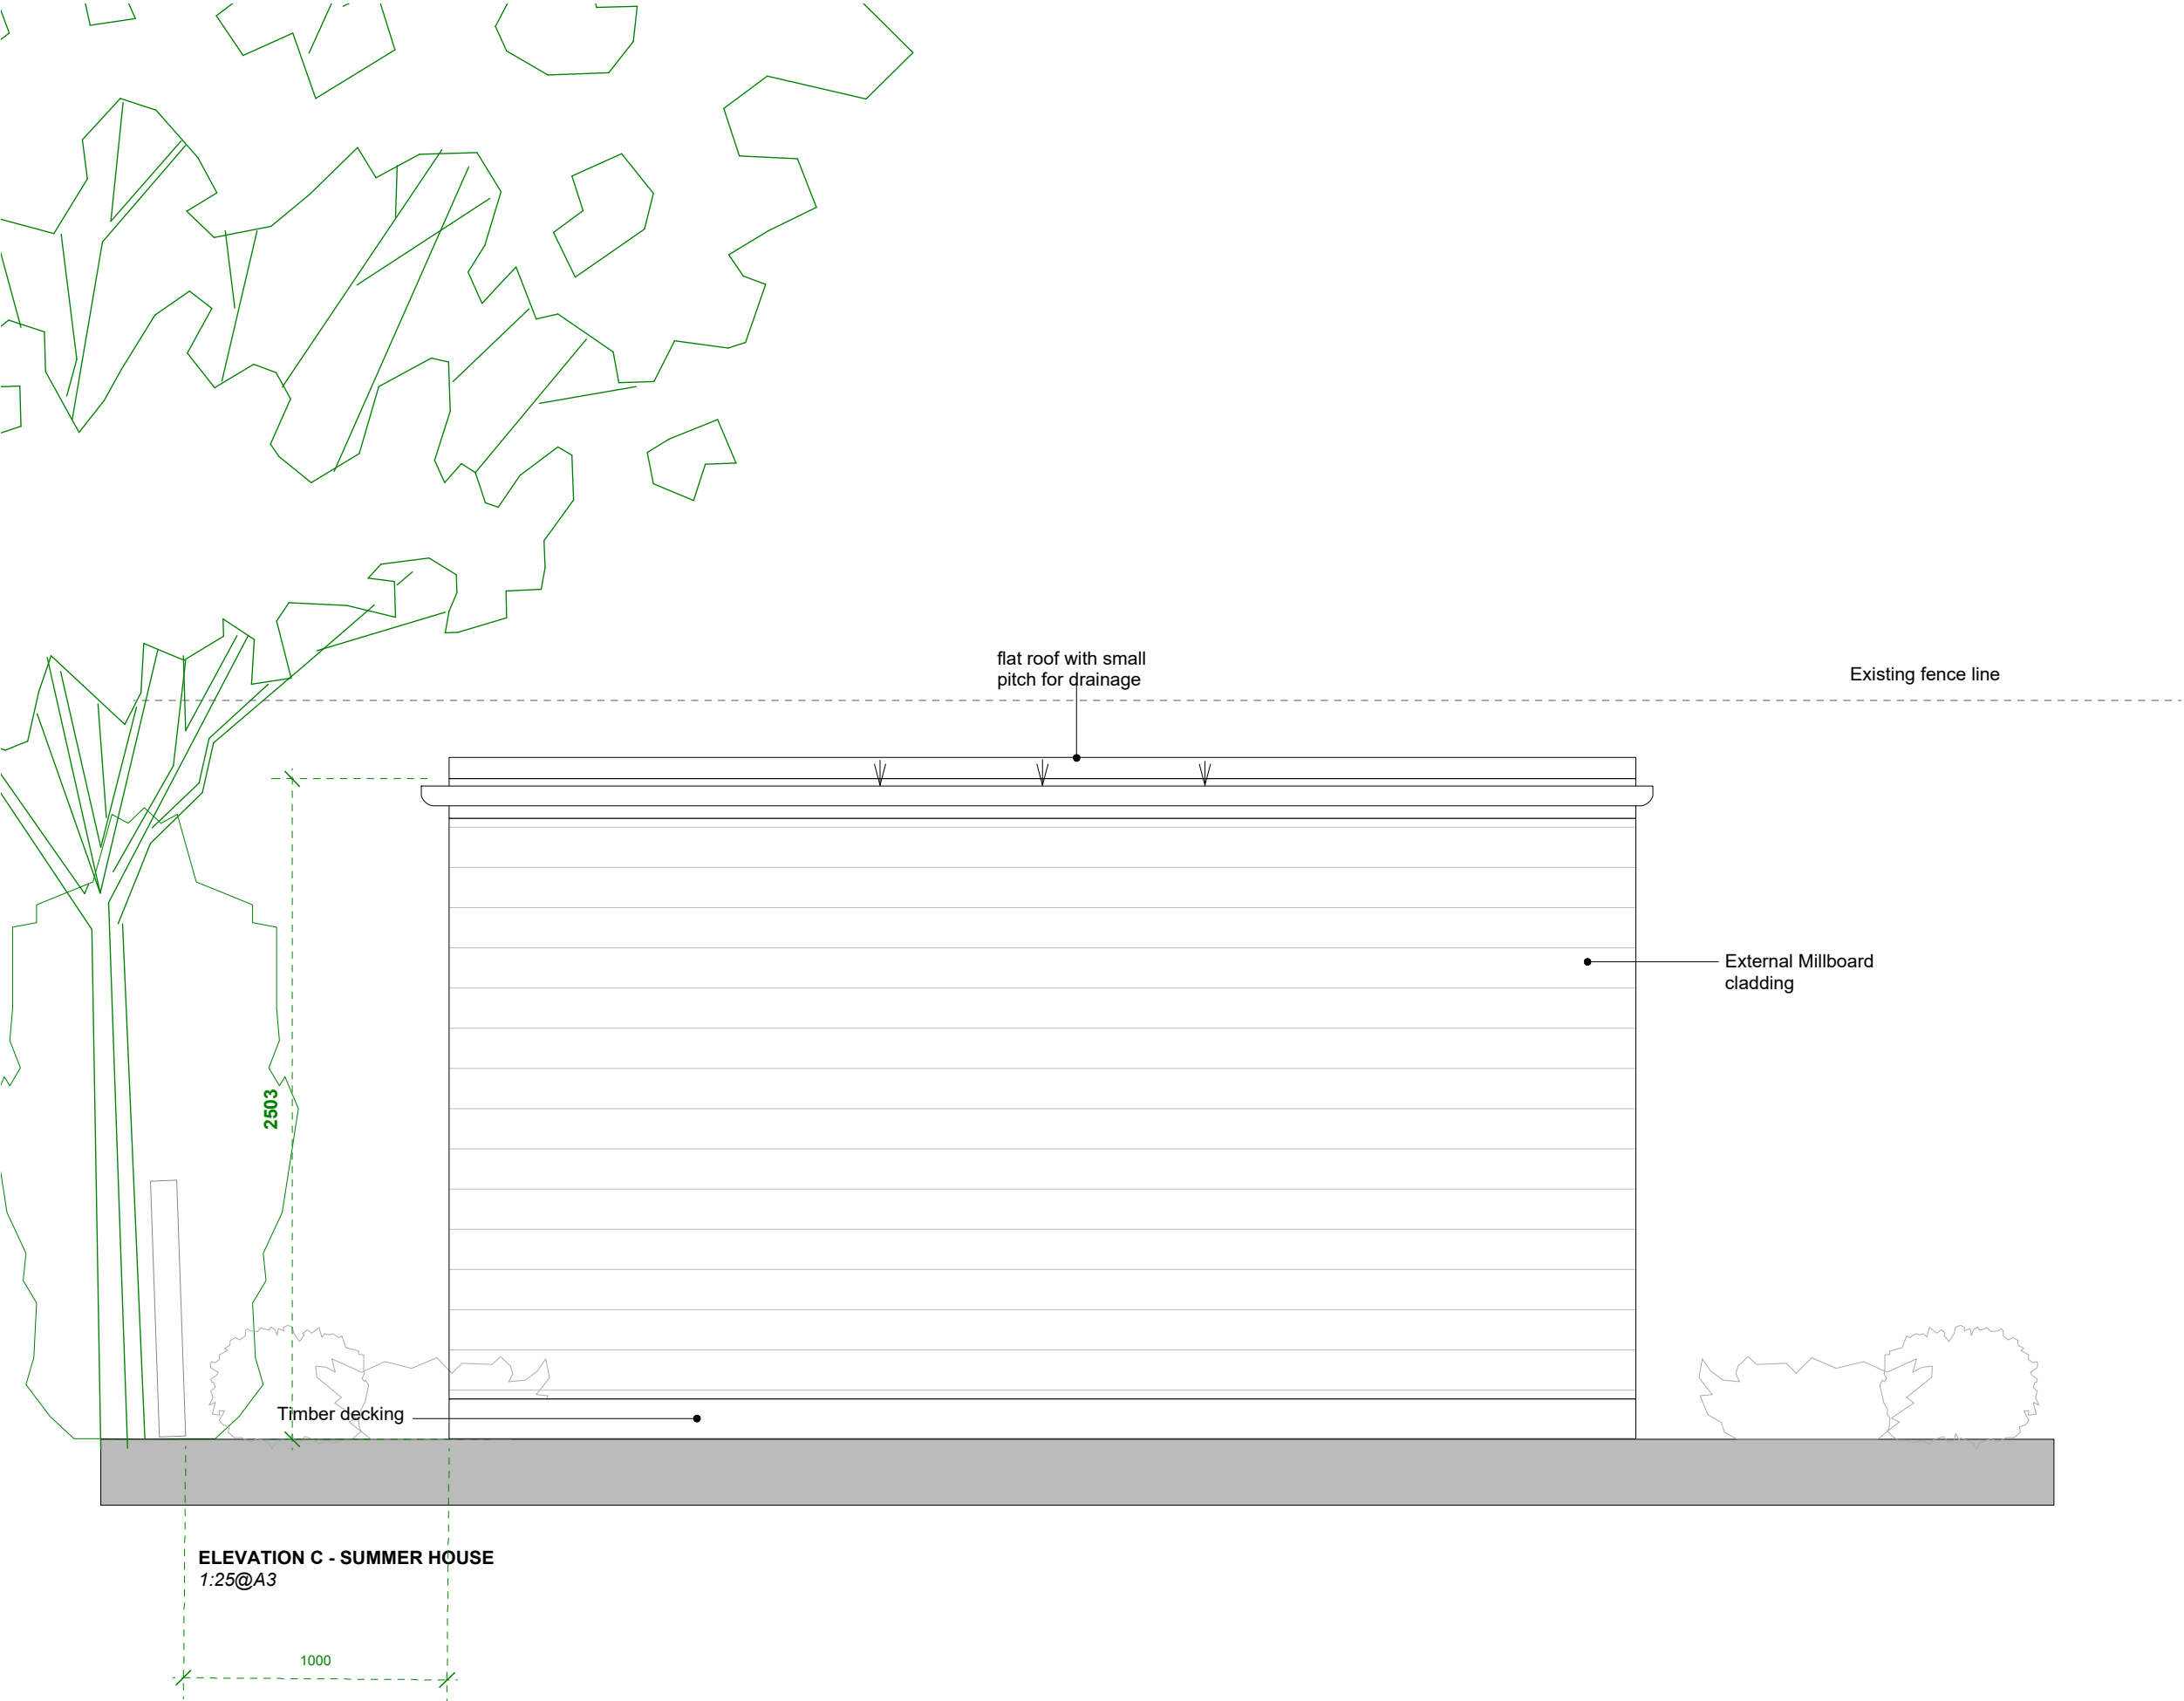 flat roof with small
pitch for drainage
Existing fence line
External Millboard
cladding
2503
Timber decking
ELEVATION C - SUMMER HOUSE
1:25@A3
1000